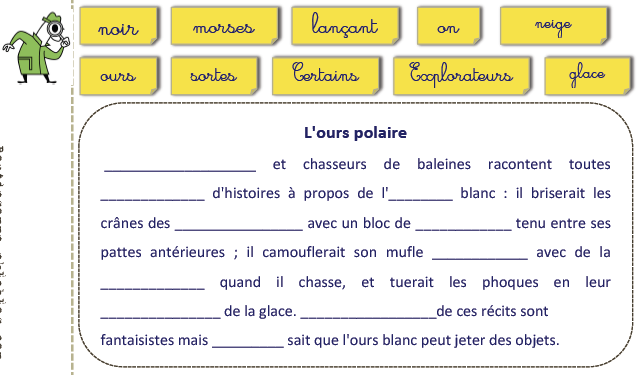 noir morses lançant on neige
ours sortes Certains Explorateurs glace
L'ours polaire
___________________ et chasseurs de baleines racontent toutes
_____________ d'histoires à propos de l'________ blanc : il briserait les
crânes des ________________ avec un bloc de ____________ tenu entre ses
pattes antérieures ; il camouflerait son mufle ____________ avec de la
_____________ quand il chasse, et tuerait les phoques en leur
_______________ de la glace. _________________de ces récits sont
fantaisistes mais _________ sait que l'ours blanc peut jeter des objets.